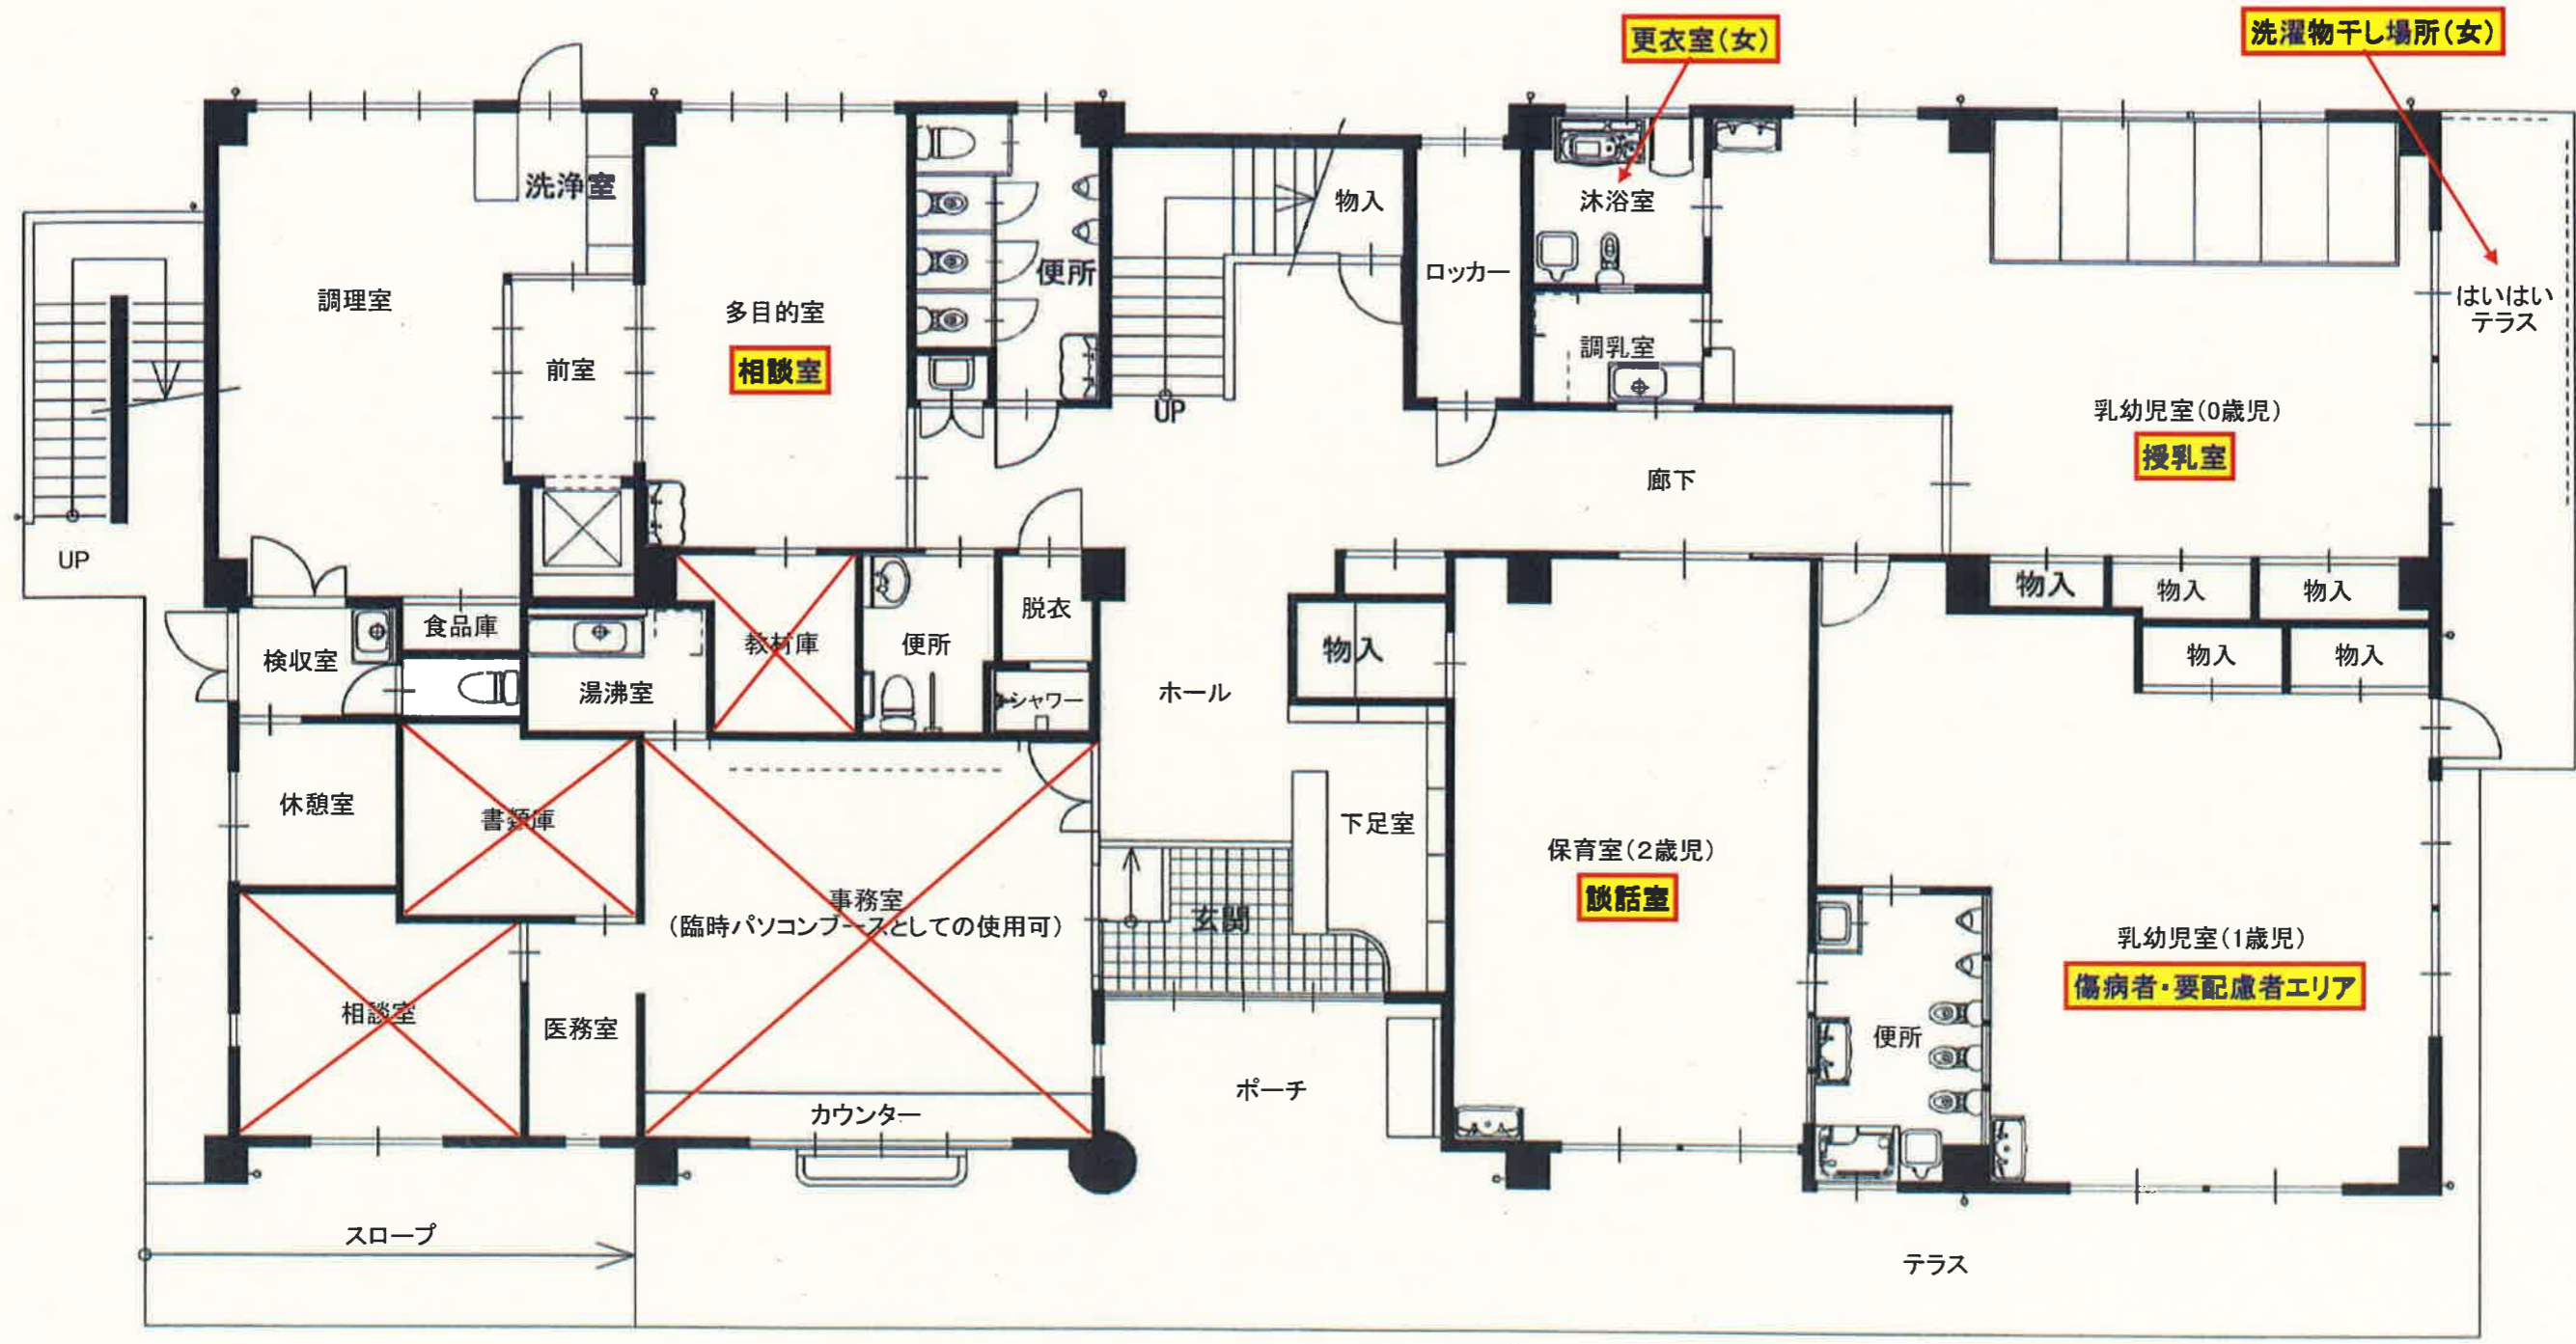 更衣室(女)
洗濯物干し場所(女)
洗浄室
調理室
前室
多目的室
相談室
便所
物入
ロッカー
沐浴室
調乳室
はいはい
テラス
乳幼児室(0歳児)
授乳室
UP
廊下
UP
物入
物入
物入
物入
物入
検収室
食品庫
湯沸室
教材庫
便所
脱衣
シャワー
ホール
物入
休憩室
書類庫
事務室
(臨時パソコンブースとしての使用可)
玄関
下足室
保育室(2歳児)
談話室
乳幼児室(1歳児)
傷病者・要配慮者エリア
相談室
医務室
便所
カウンター
ポーチ
スロープ
テラス